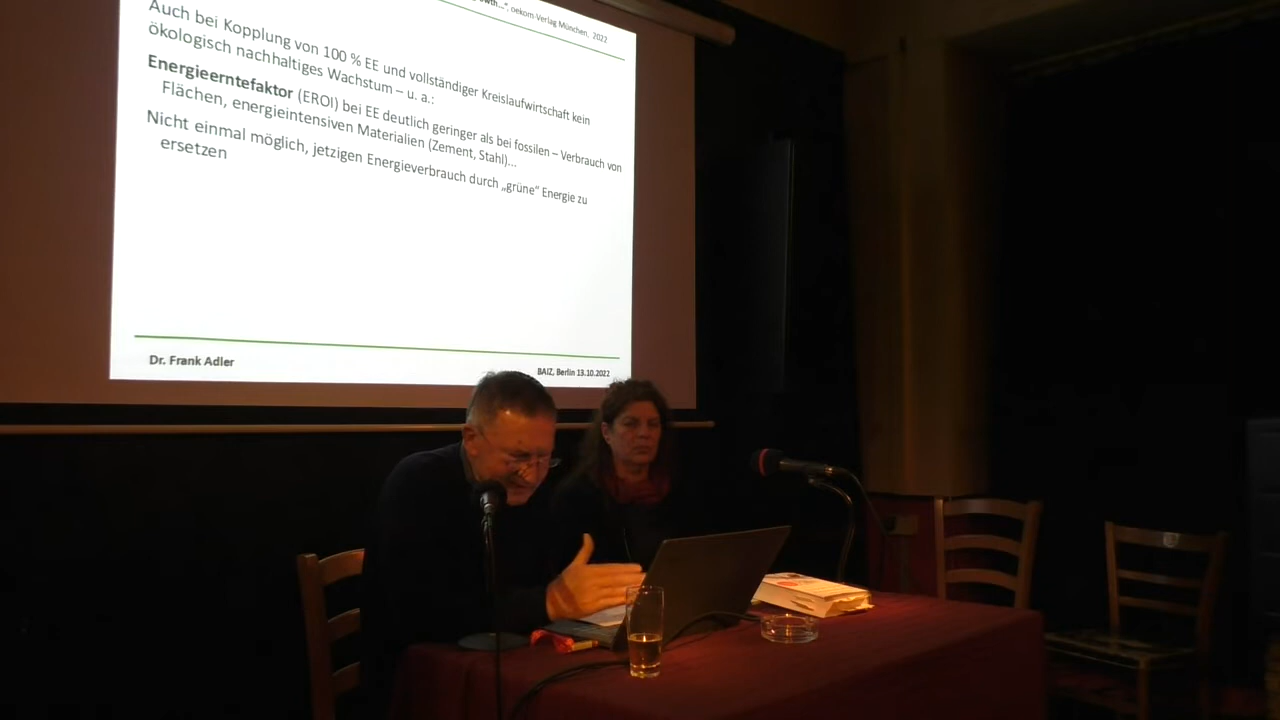 owth...", oekom-Verlag München, 2022
Auch bei Kopplung von 100 % EE und vollständiger Kreislaufwirtschaft kein
ökologisch nachhaltiges Wachstum – u. a.:
Energieerntefaktor (EROI) bei EE deutlich geringer als bei fossilen – Verbrauch von
Flächen, energieintensiven Materialien (Zement, Stahl)...
Nicht einmal möglich, jetzigen Energieverbrauch durch „grüne" Energie zu
ersetzen
Dr. Frank Adler
BAIZ, Berlin 13.10.2022